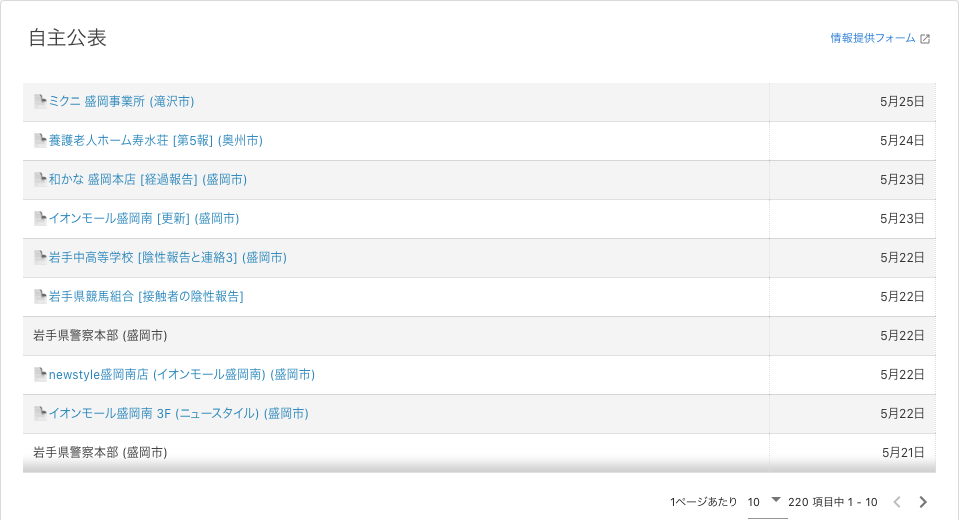 自主公表
情報提供フォーム
ミクニ 盛岡事業所 (滝沢市) 5月25日
養護老人ホーム寿水荘 [第5報] (奥州市) 5月24日
和かな 盛岡本店 [経過報告] (盛岡市) 5月23日
イオンモール盛岡南 [更新] (盛岡市) 5月23日
岩手中高等学校 [陰性報告と連絡3] (盛岡市) 5月22日
岩手県競馬組合 [接触者の陰性報告] 5月22日
岩手県警察本部 (盛岡市) 5月22日
newstyle盛岡南店 (イオンモール盛岡南) (盛岡市) 5月22日
イオンモール盛岡南 3F (ニュースタイル) (盛岡市) 5月22日
岩手県警察本部 (盛岡市) 5月21日
1ページあたり 10 220 項目中 1 - 10